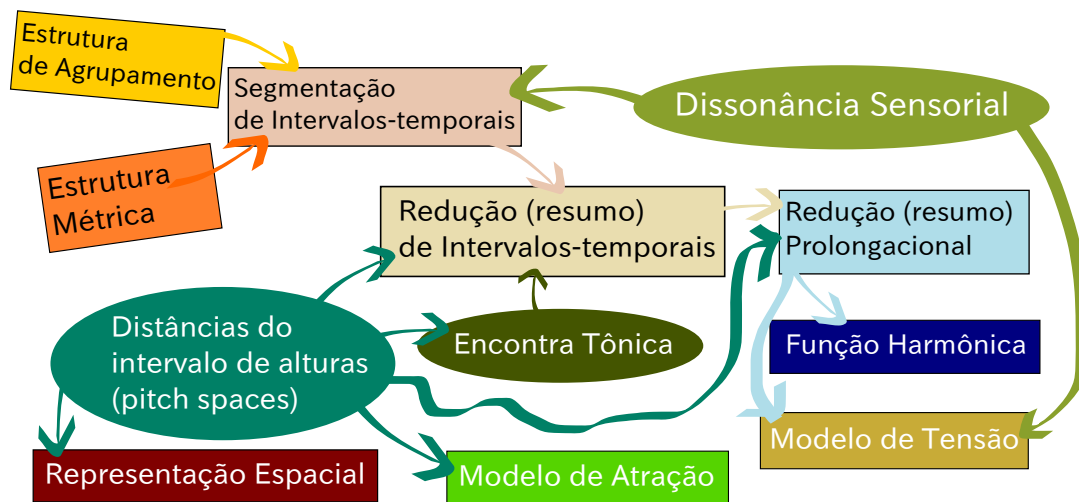 Estrutura
de Agrupamento
Segmentação
de Intervalos-temporais
Dissonância Sensorial
Estrutura
Métrica
Redução (resumo)
de Intervalos-temporais
Redução (resumo)
Prolongacional
Distâncias do
intervalo de alturas
(pitch spaces)
Encontra Tônica
Função Harmônica
Modelo de Tensão
Representação Espacial
Modelo de Atração